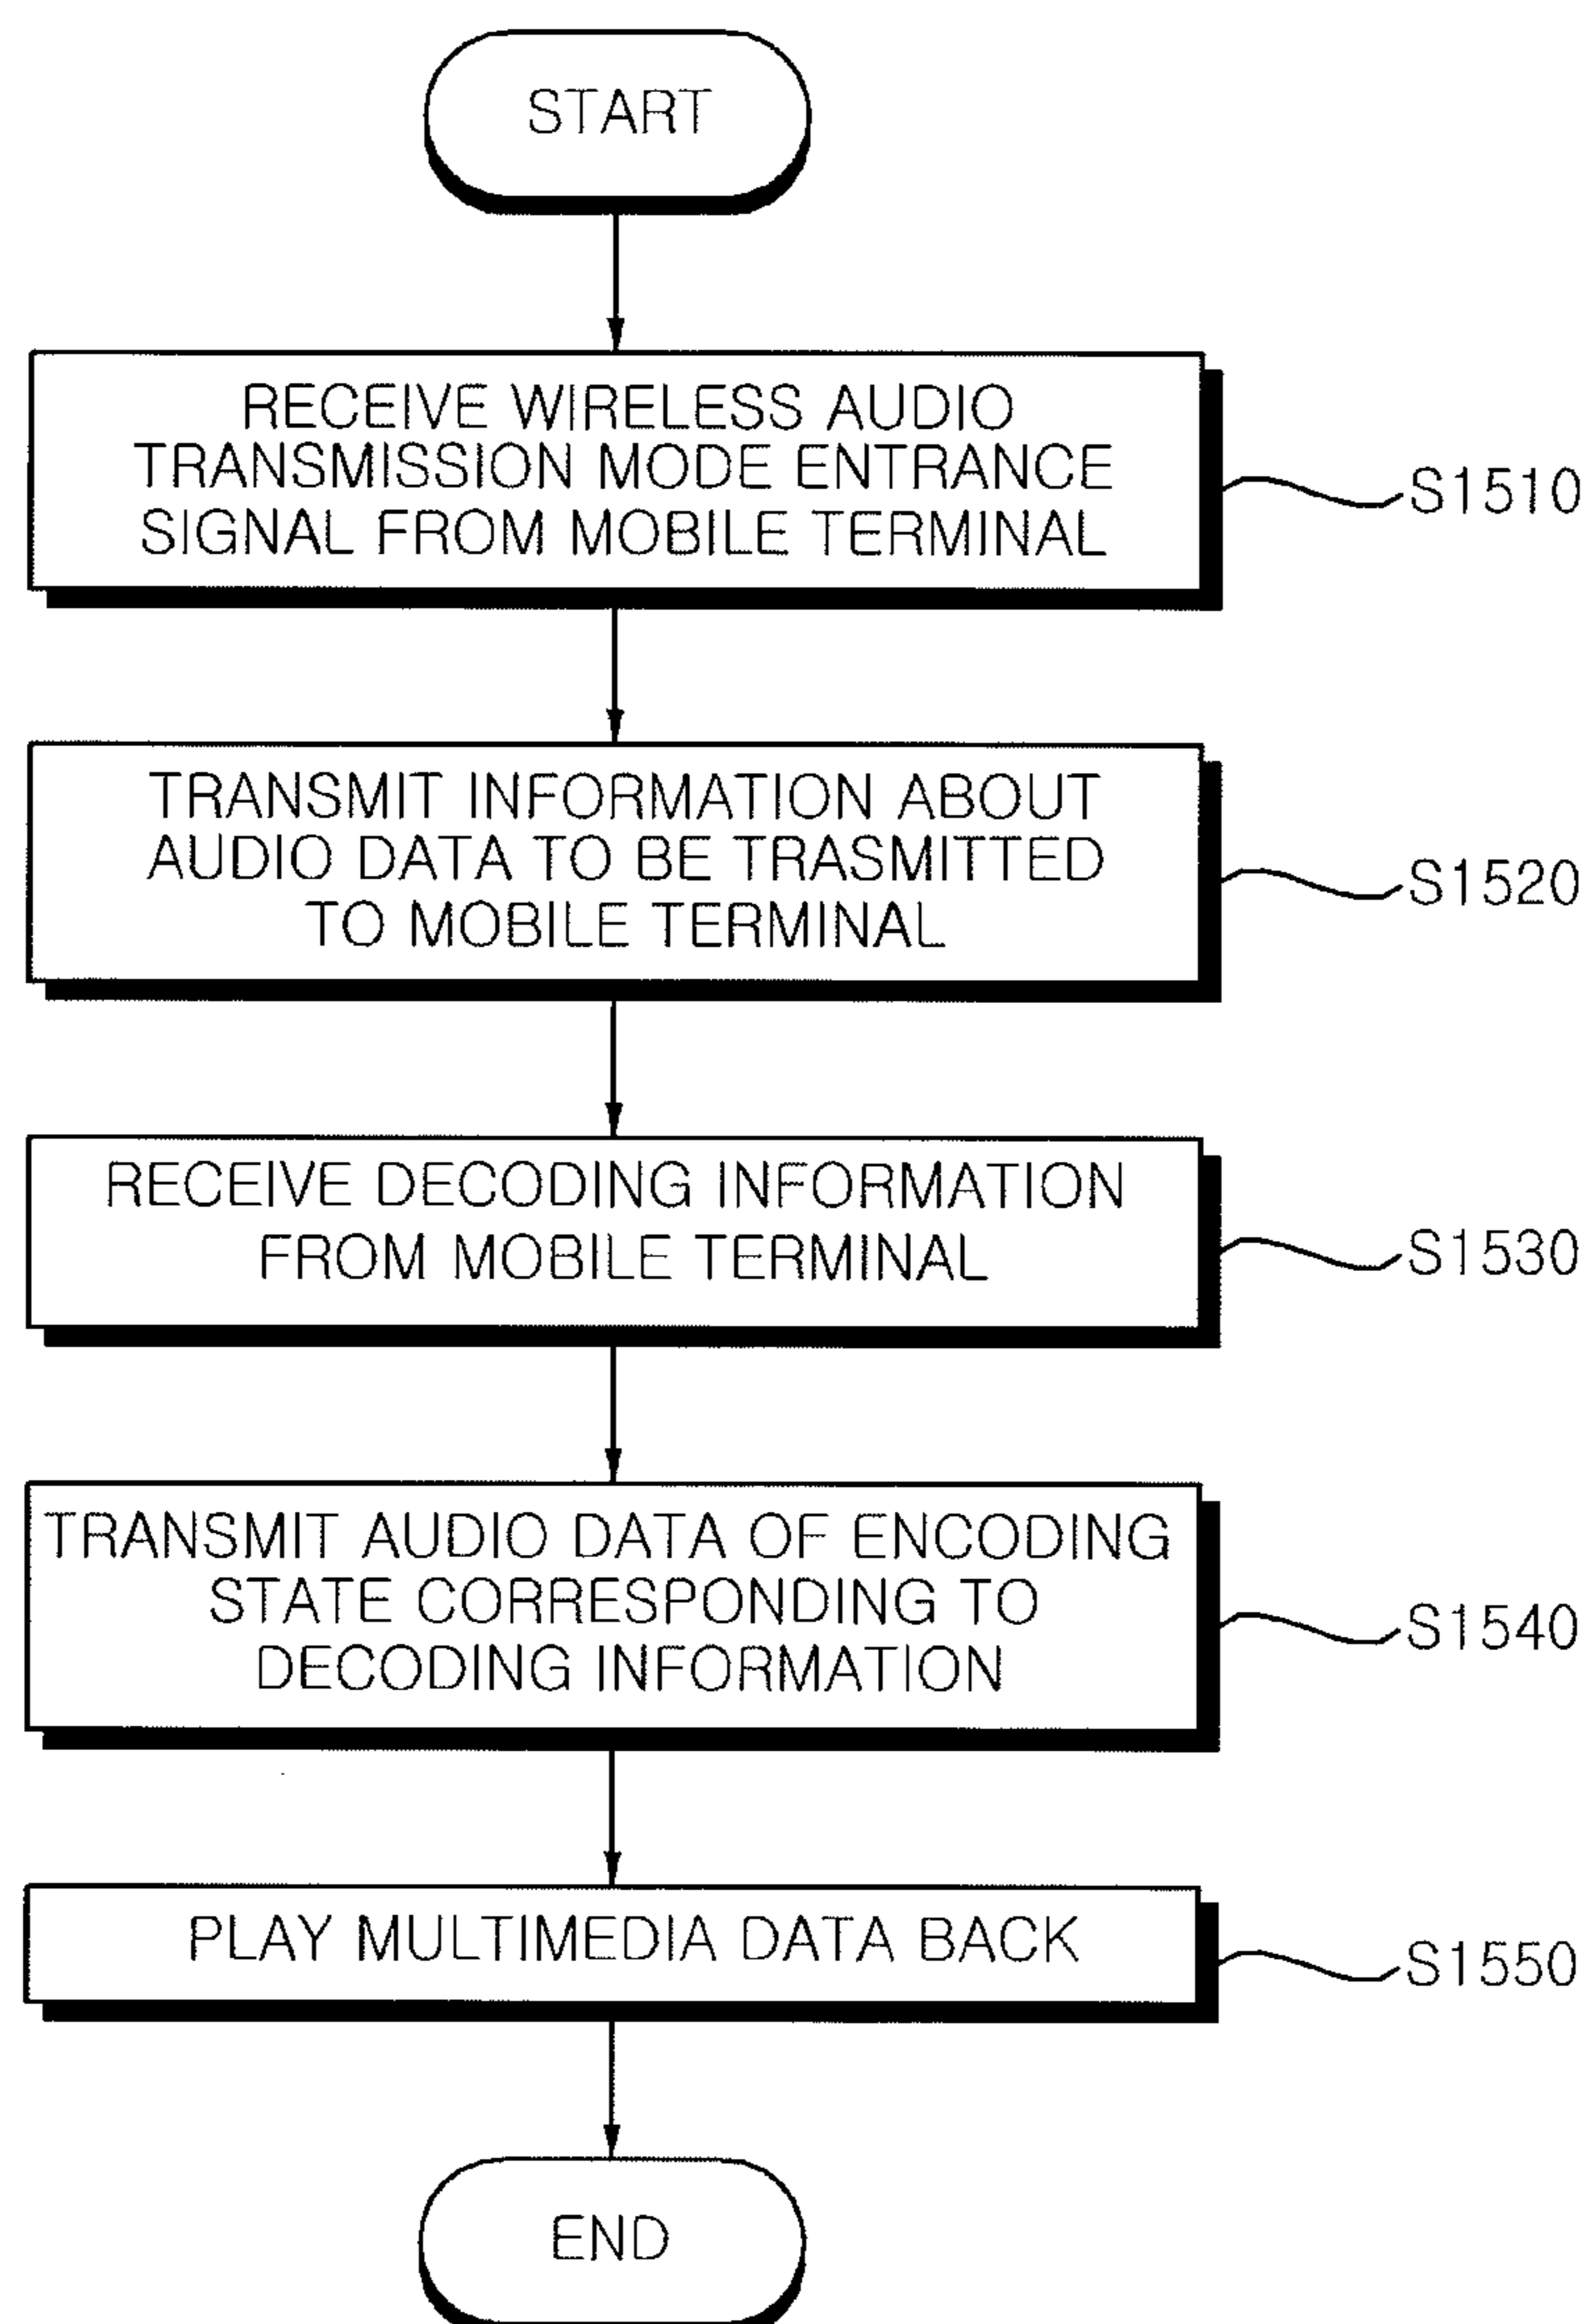 START
RECEIVE WIRELESS AUDIO
TRANSMISSION MODE ENTRANCE
SIGNAL FROM MOBILE TERMINAL
S1510
TRANSMIT INFORMATION ABOUT
AUDIO DATA TO BE TRASMITTED
TO MOBILE TERMINAL
S1520
RECEIVE DECODING INFORMATION
FROM MOBILE TERMINAL
S1530
TRANSMIT AUDIO DATA OF ENCODING
STATE CORRESPONDING TO
DECODING INFORMATION
S1540
PLAY MULTIMEDIA DATA BACK
S1550
END